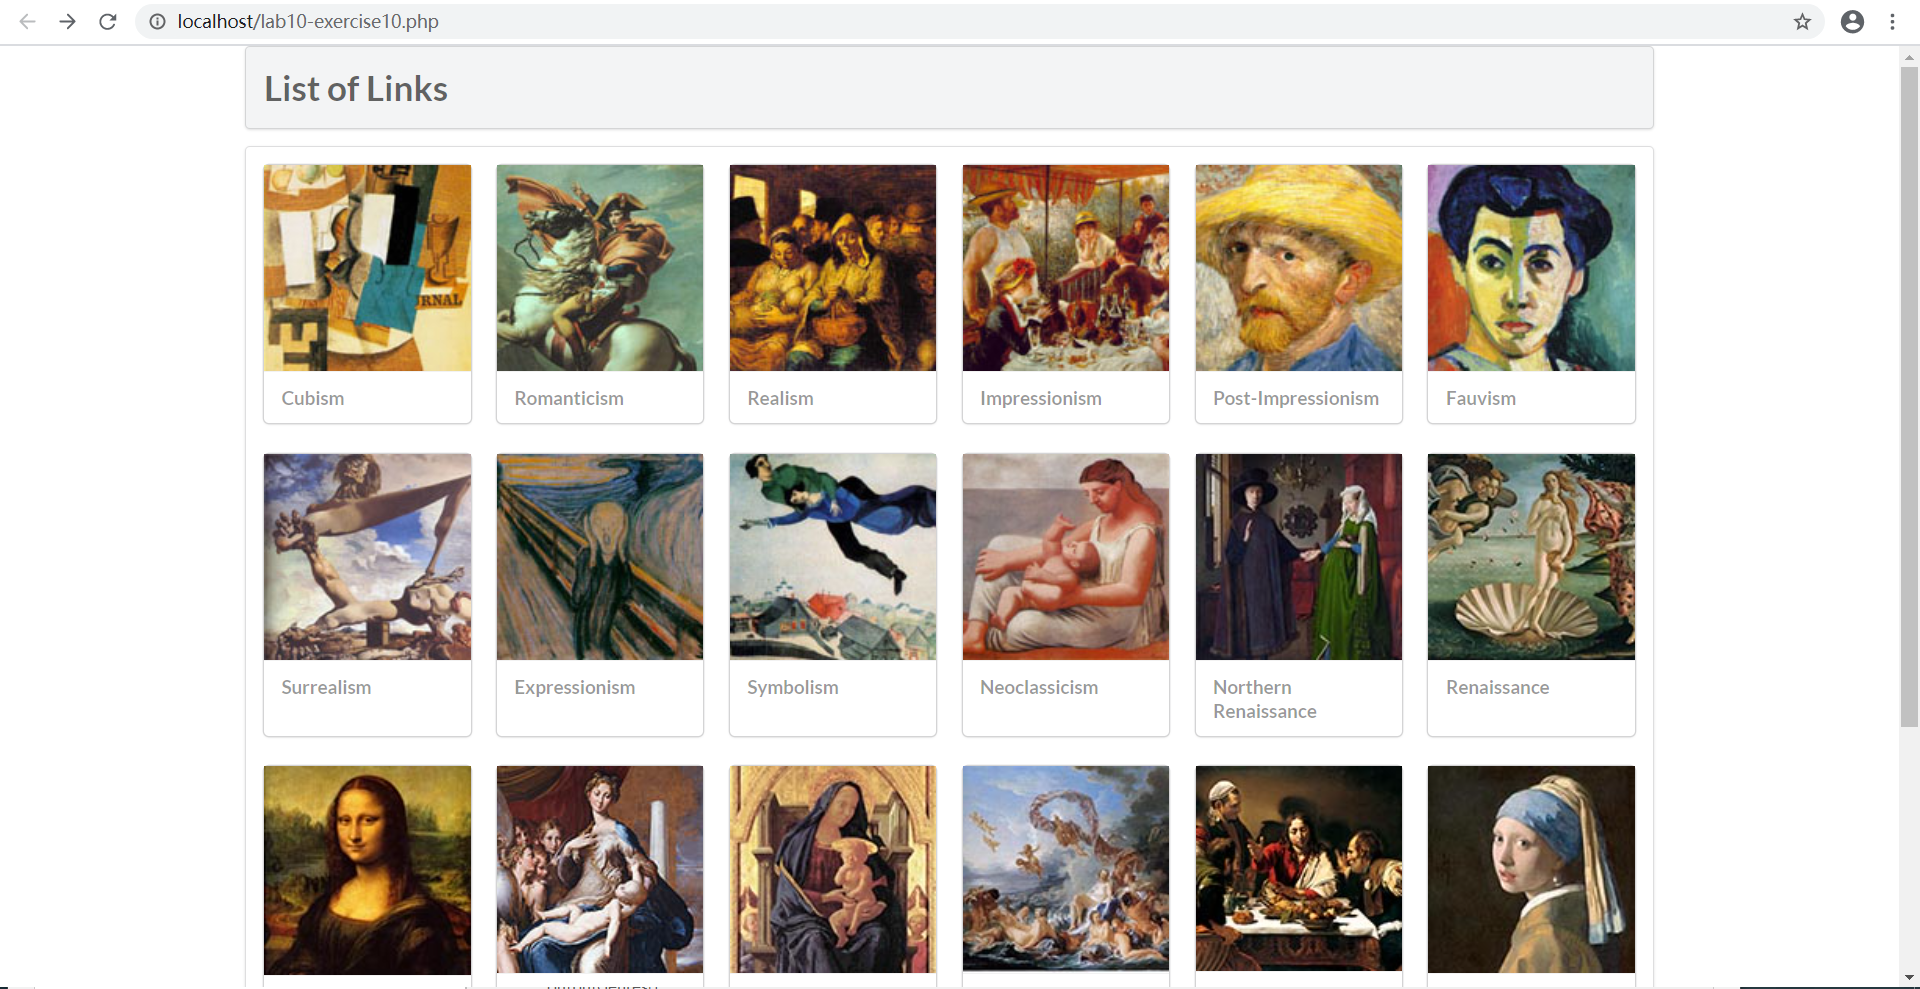 localhost/lab10-exercise10.php
List of Links
URNAL
Cubism
Romanticism
Realism
Impressionism
Post-Impressionism
Fauvism
Surrealism
Expressionism
Symbolism
Neoclassicism
Northern
Renaissance
Renaissance